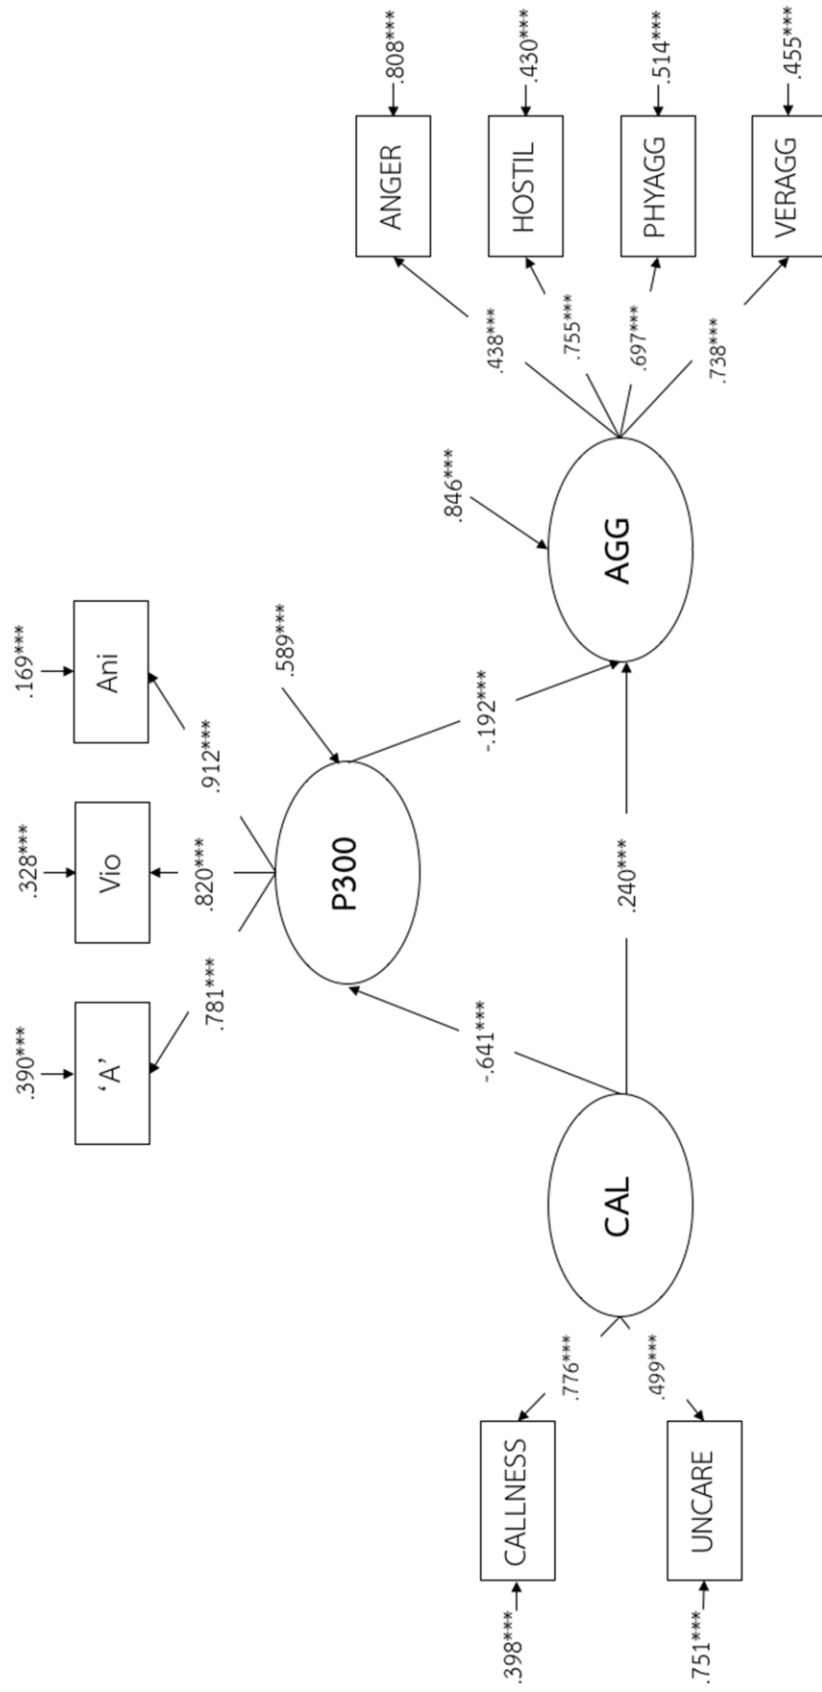 .390***
.328***
.169***
'A'
Vio
Ani
.781***
.820***
.912***
P300
.589***
-.641***
-.192***
.398***
CALLNESS
.776***
.751***
UNCARE
.499***
CAL
.240***
AGG
.846***
.438***
.755***
.697***
.738***
ANGER
.808***
HOSTIL
.430***
PHYAGG
.514***
VERAGG
.455***